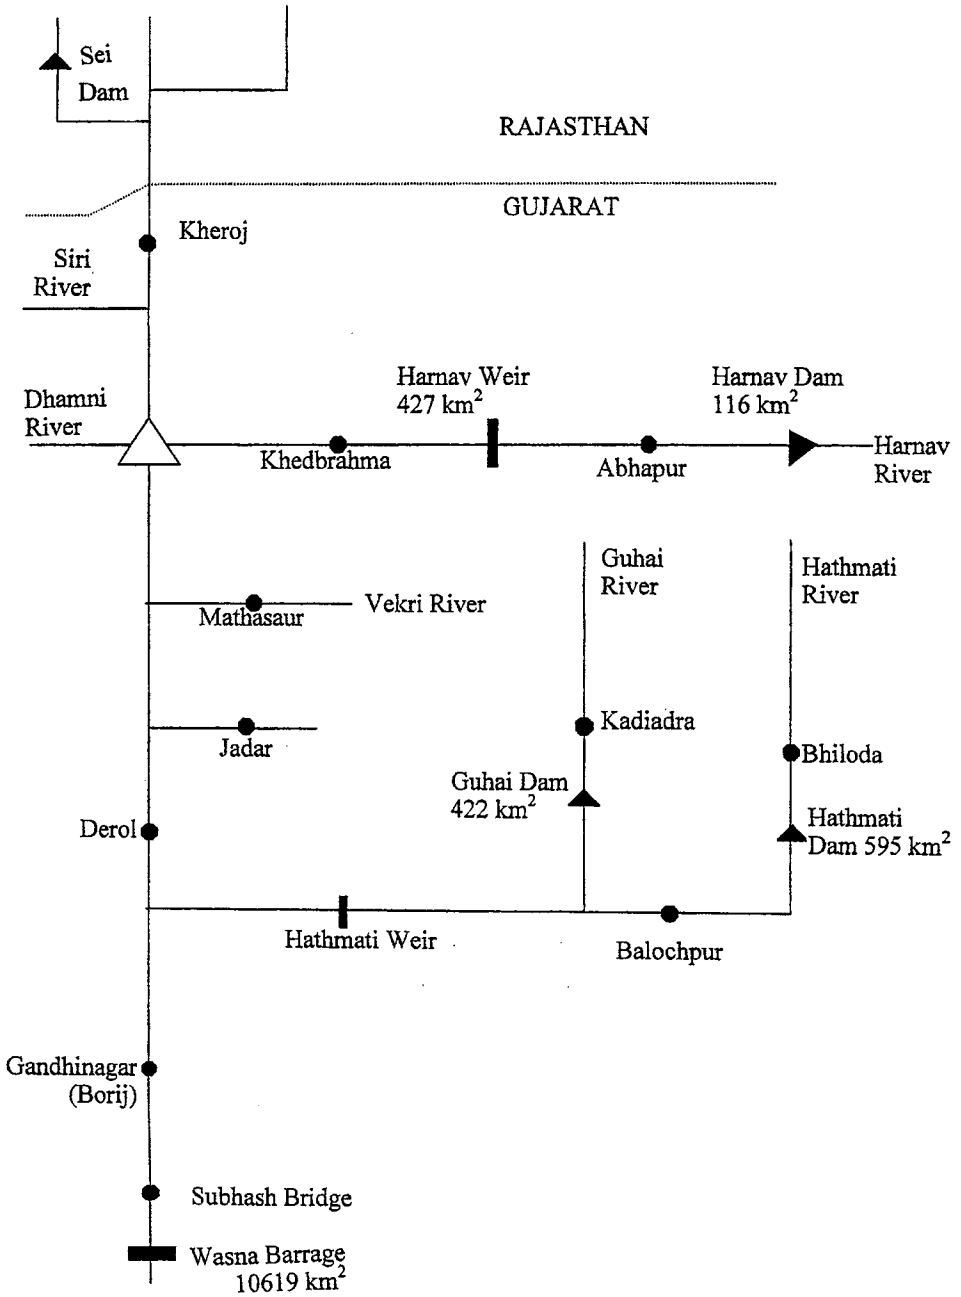 Sei
Dam
RAJASTHAN
GUJARAT
Kheroj
Siri
River
Harnav Weir
427 km²
Harnav Dam
116 km²
Dhamni
River
Khedbrahma
Abhapur
Harnav
River
Guhai
River
Hathmati
River
Mathasaur
Vekri River
Kadiadra
Jadar
Bhiloda
Guhai Dam
422 km²
Derol
Hathmati
Dam 595 km²
Hathmati Weir
Balochpur
Gandhinagar
(Borij)
Subhash Bridge
Wasna Barrage
10619 km²